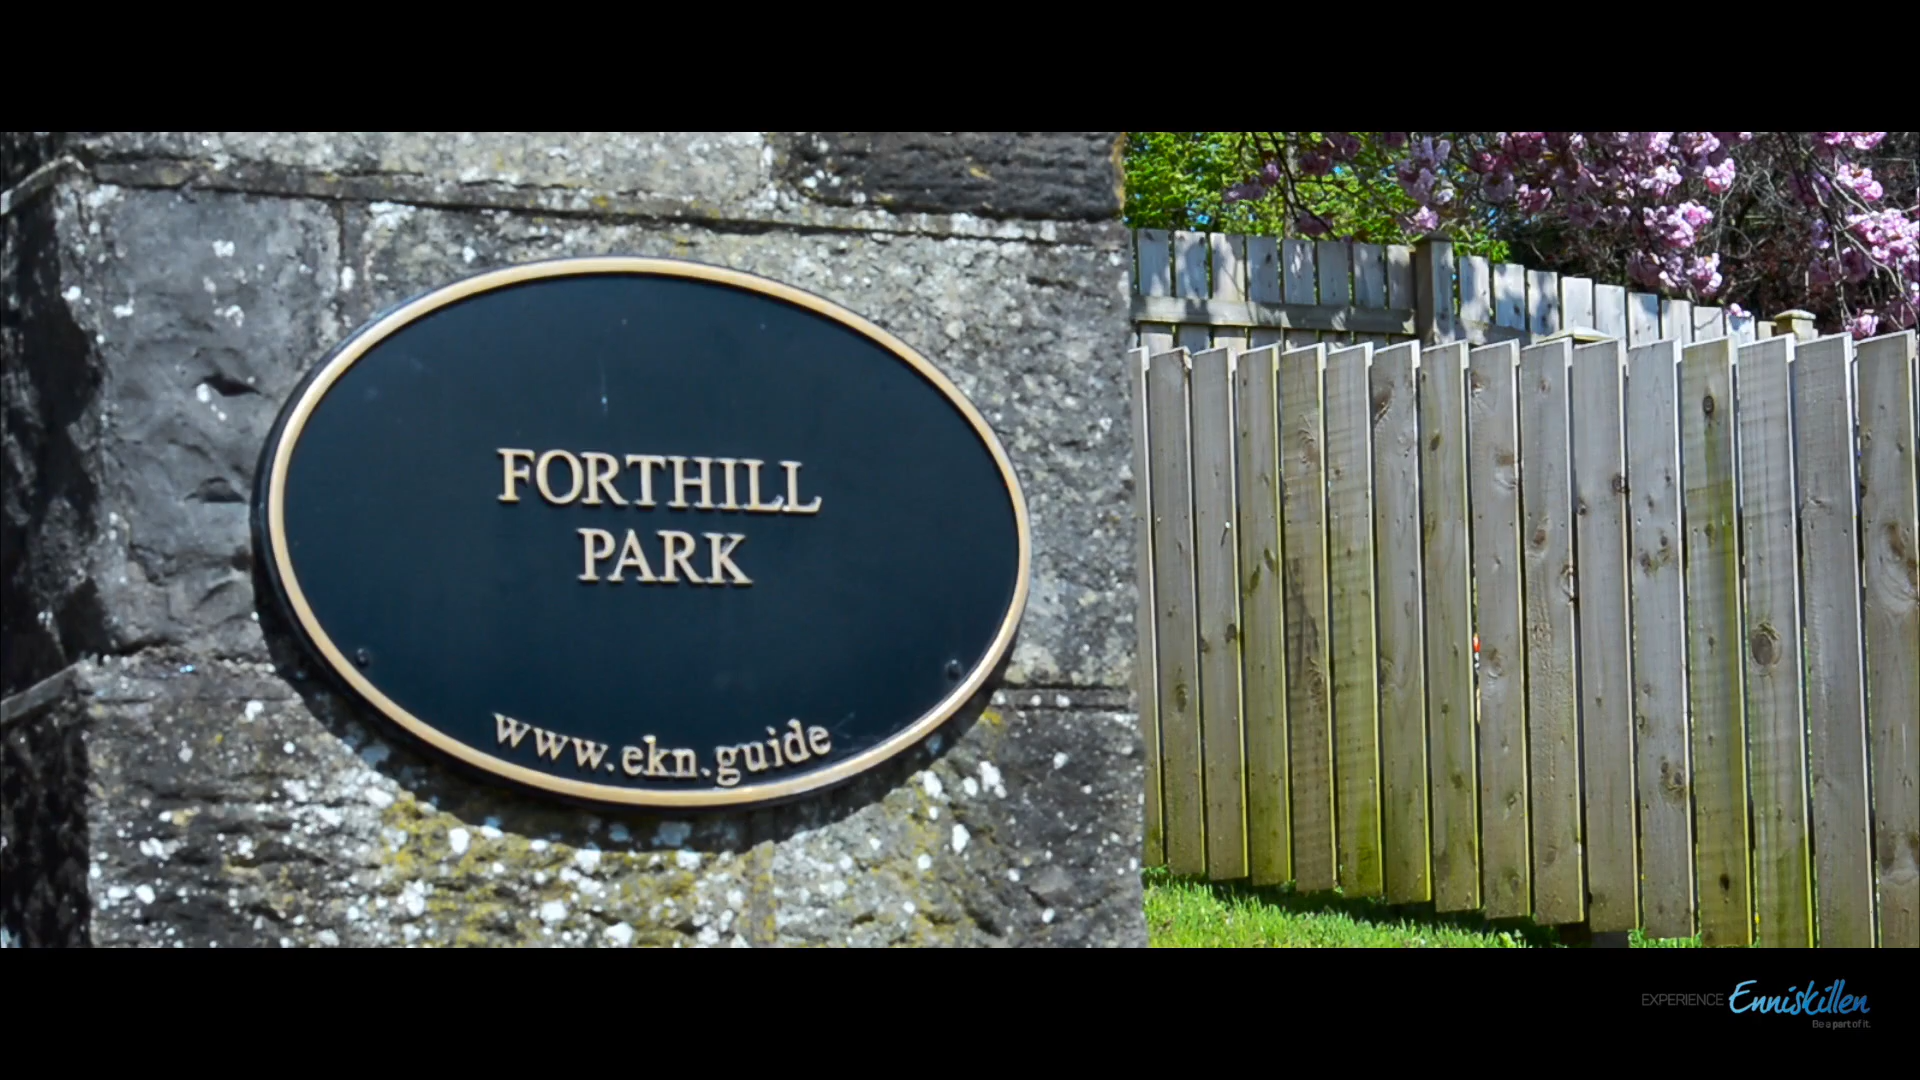 FORTHILL
PARK
www.ekn.guide
EXPERIENCE Enniskillen
Be a part of it.